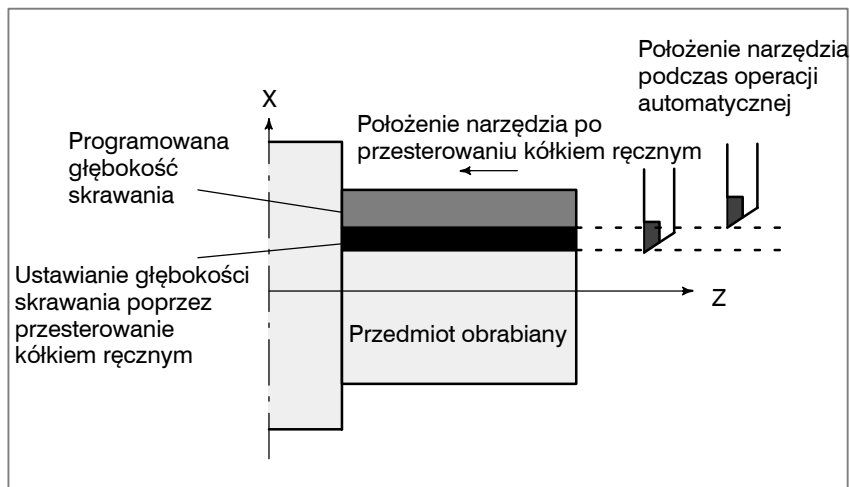 Położenie narzędzia
podczas operacji
automatycznej
X
Położenie narzędzia po
przesterowaniu kółkiem ręcznym
Programowana
głębokość
skrawania
Ustawianie głębokości
skrawania poprzez
przesterowanie
kółkiem ręcznym
Z
Przedmiot obrabiany